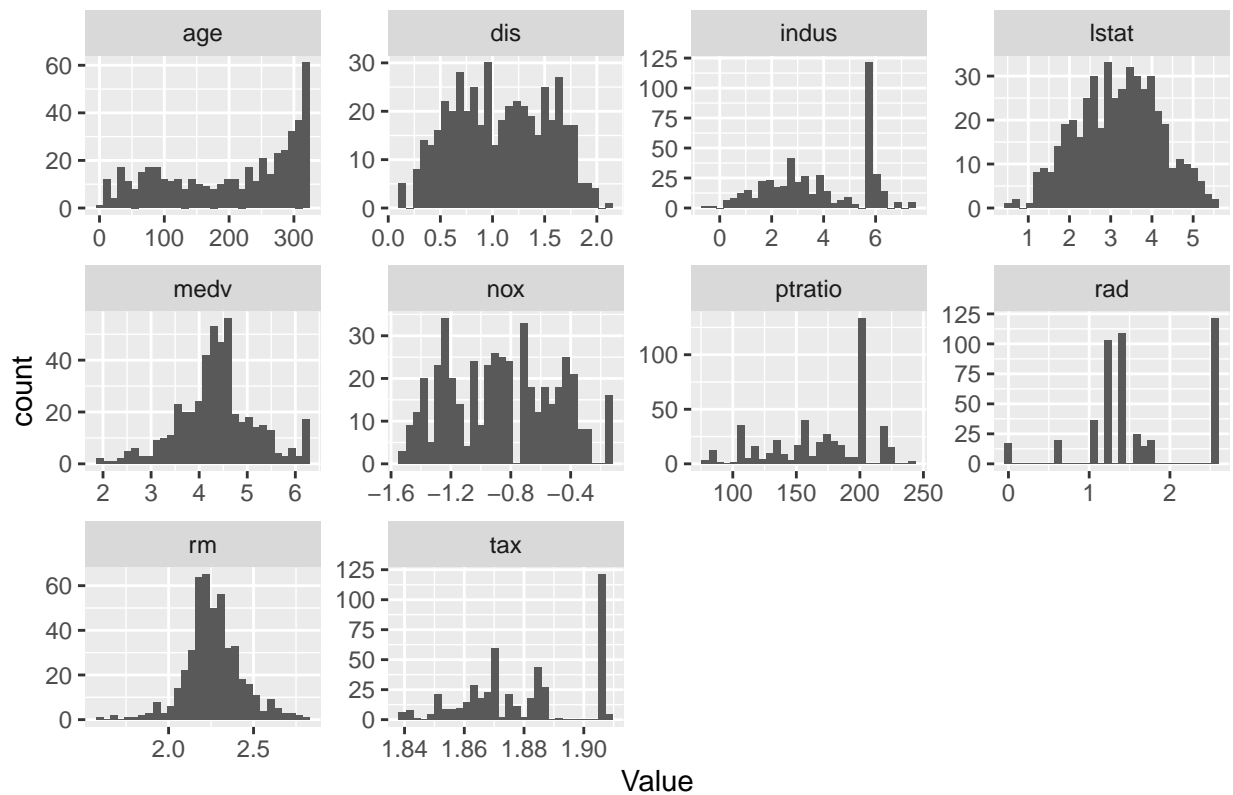 age dis indus lstat
60 30 125 30
40 20 100 20
20 10 75 10
0 0 50 0
25
0
0 100 200 300 0.0 0.5 1.0 1.5 2.0 0 2 4 6 1 2 3 4 5
medv nox ptratio rad
40 30 100 125
20 20 50 100
0 10 0 75
0 50
25
0
2 3 4 5 6 −1.6 −1.2 −0.8 −0.4 100 150 200 250 0 1 2
rm tax
60 125
40 100
20 75
0 50
25
0
2.0 2.5 1.84 1.86 1.88 1.90
count
Value